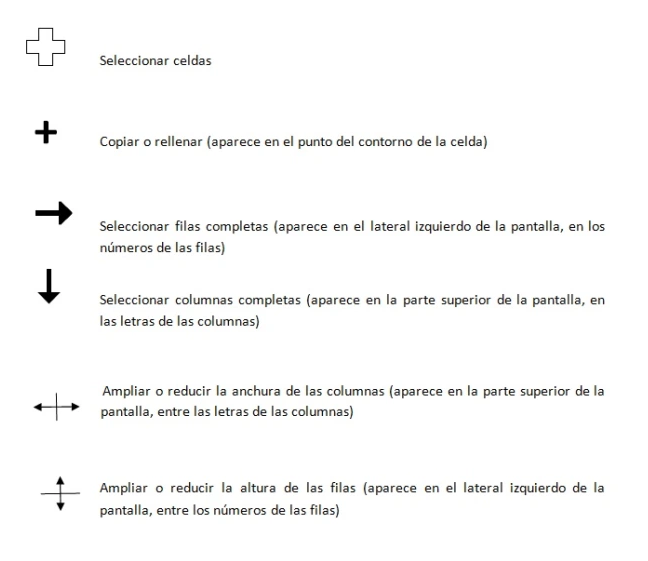 Seleccionar celdas
Copiar o rellenar (aparece en el punto del contorno de la celda)
Seleccionar filas completas (aparece en el lateral izquierdo de la pantalla, en los
números de las filas)
Seleccionar columnas completas (aparece en la parte superior de la pantalla, en
las letras de las columnas)
Ampliar o reducir la anchura de las columnas (aparece en la parte superior de la
pantalla, entre las letras de las columnas)
Ampliar o reducir la altura de las filas (aparece en el lateral izquierdo de la
pantalla, entre los números de las filas)